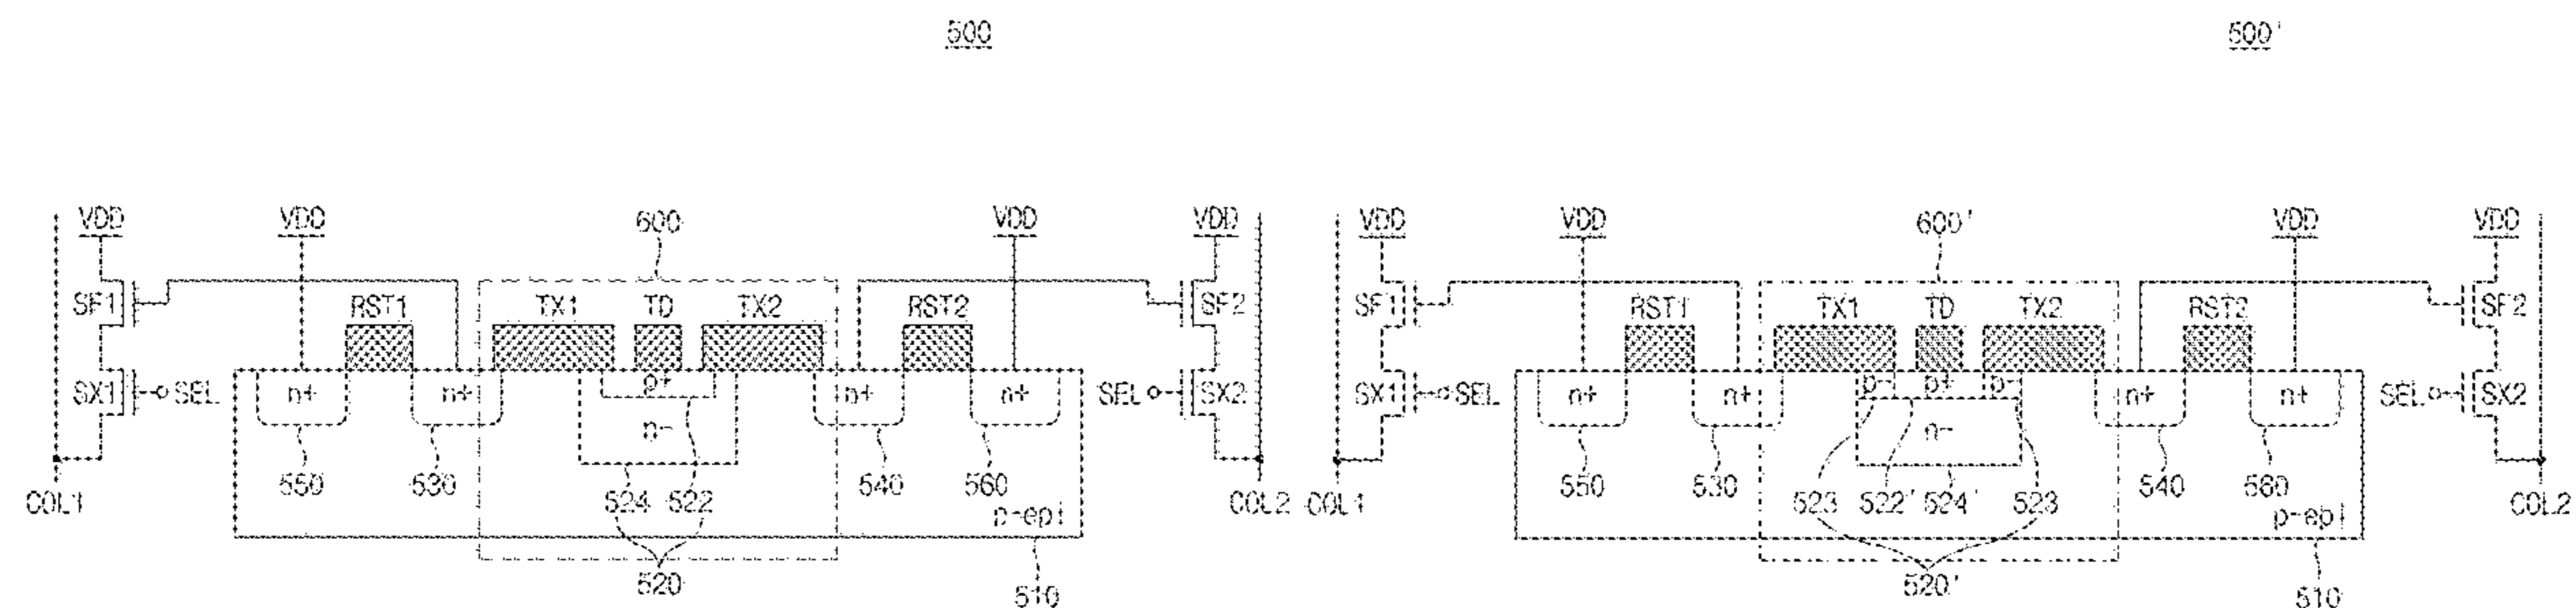 500 500'
VDD VDD 600 VDD VDD VDD VDD 600' VDD VDD
SF1 RST1 TX1 TD TX2 RST2 SF2 SF1 RST1 TX1 TD TX2 RST2 SF2
SX1 SEL n+ n+ p+ n+ n+ SEL SX2 SX1 SEL n+ n+ p- p+ p- n+ n+ SEL SX2
n- n-
550 530 524 522 540 560 550 530 523 522' 524' 523 540 560
COL1 p-epi COL2 COL1 p-epi COL2
520 510 520' 510